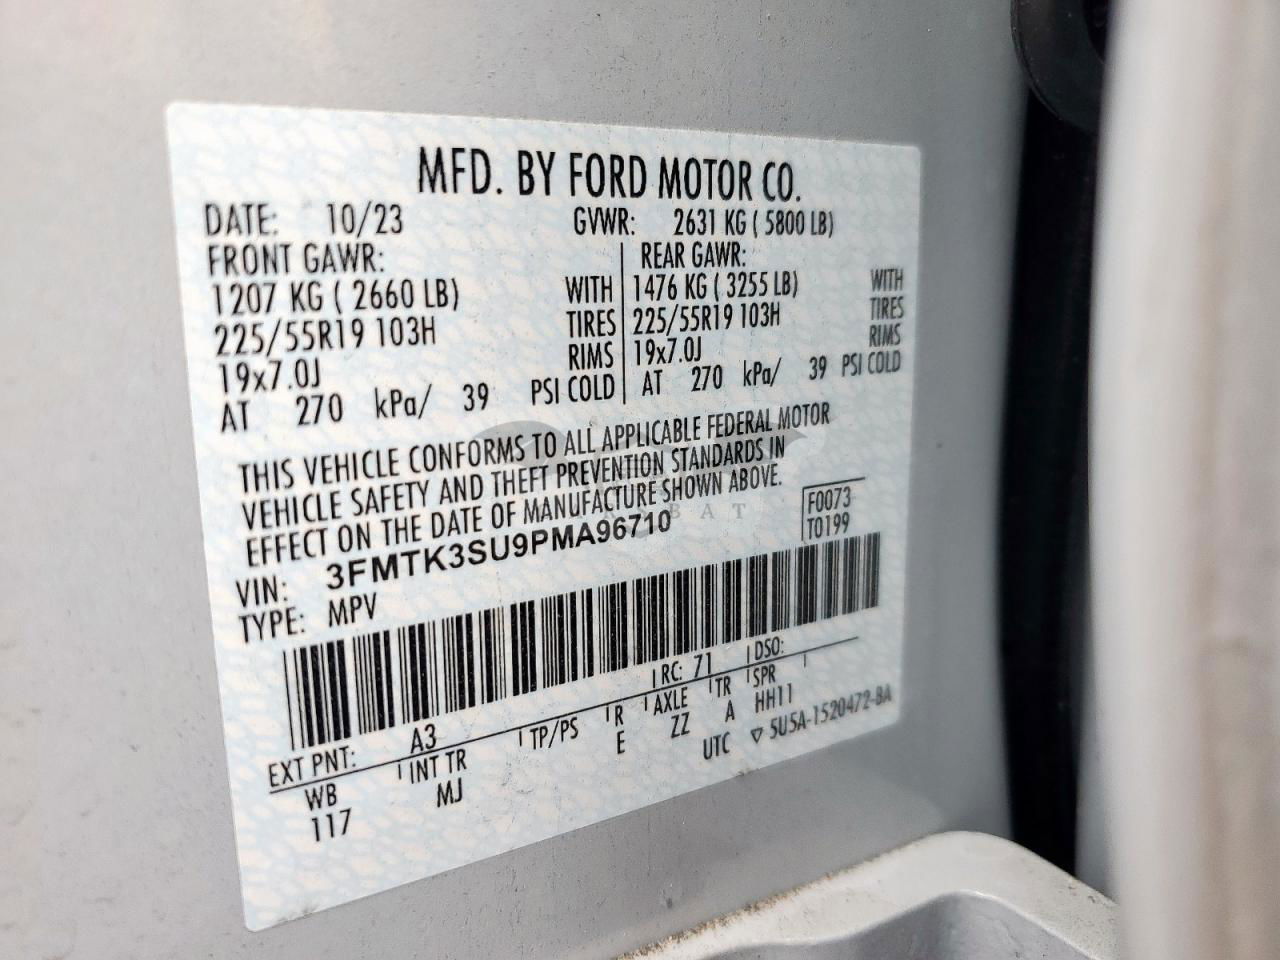 MFD. BY FORD MOTOR CO.
DATE: 10/23 GVWR: 2631 KG ( 5800 LB)
FRONT GAWR: REAR GAWR:
1207 KG ( 2660 LB) WITH 1476 KG ( 3255 LB) WITH
225/55R19 103H TIRES 225/55R19 103H TIRES
19x7.0J RIMS 19x7.0J RIMS
AT 270 kPa/ 39 PSI COLD AT 270 kPa/ 39 PSI COLD
THIS VEHICLE CONFORMS TO ALL APPLICABLE FEDERAL MOTOR
VEHICLE SAFETY AND THEFT PREVENTION STANDARDS IN
EFFECT ON THE DATE OF MANUFACTURE SHOWN ABOVE.
F0073
VIN: 3FMTK3SU9PMA96710 T0199
TYPE: MPV
EXT PNT: A3 RC: 71 DSO:
WB INT TR TP/PS R AXLE TR SPR
117 MJ E ZZ A HH11
UTC ▽ 5U5A-1520472-BA